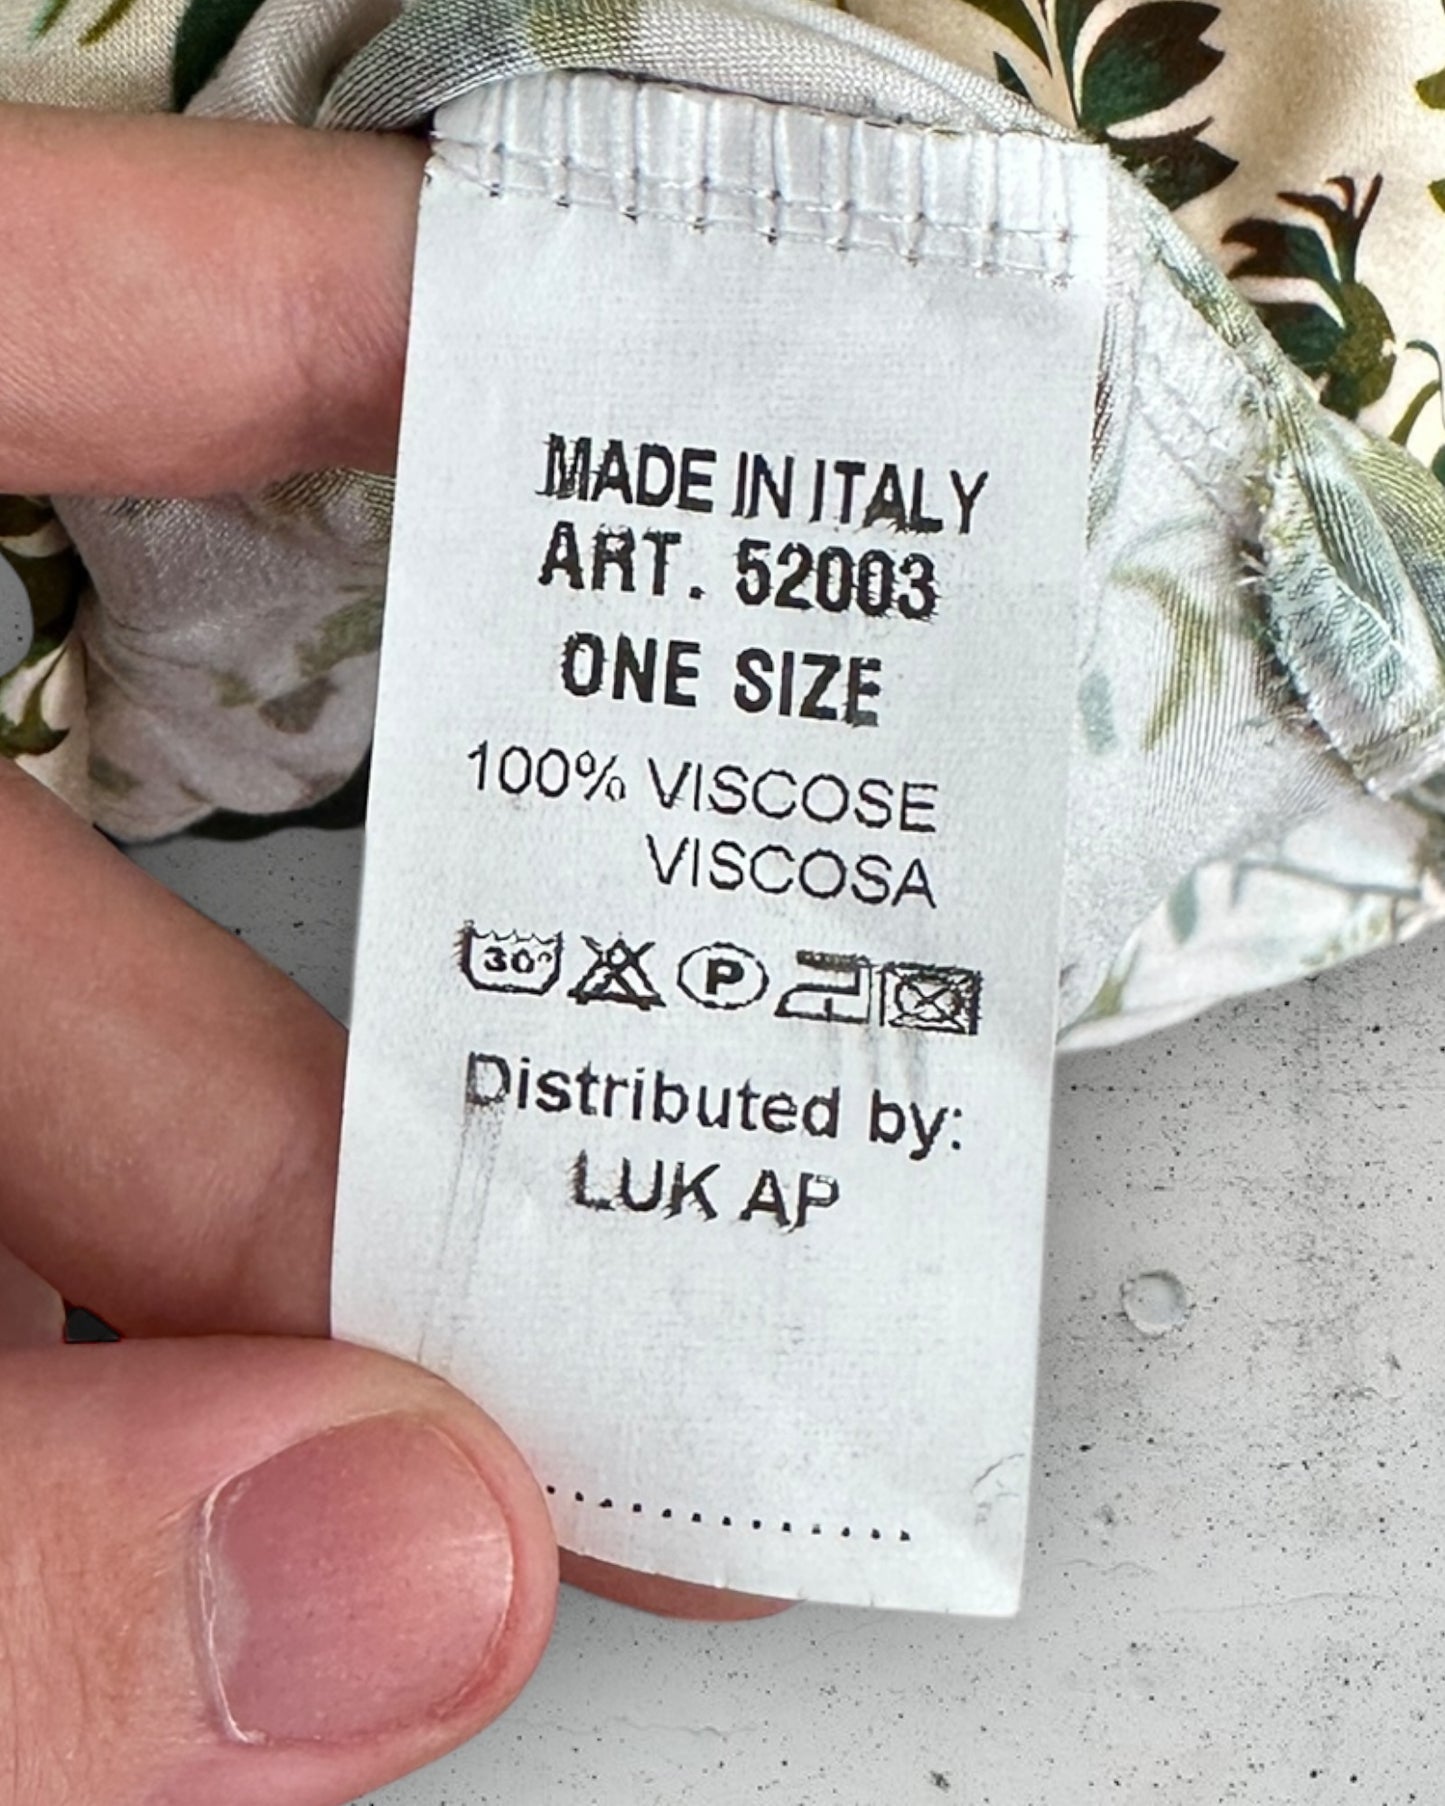 MADE IN ITALY
ART. 52003
ONE SIZE
100% VISCOSE
VISCOSA
30° P
Distributed by:
LUK AP